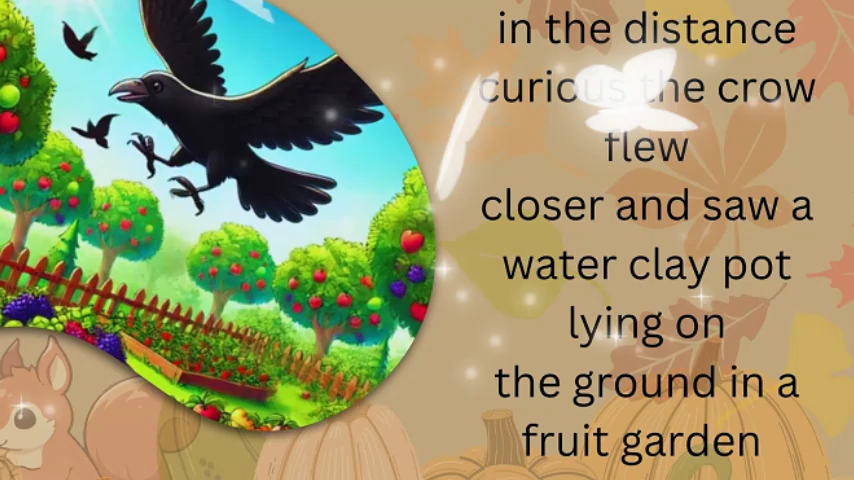 in the distance
curious the crow
flew
closer and saw a
water clay pot
lying on
the ground in a
fruit garden